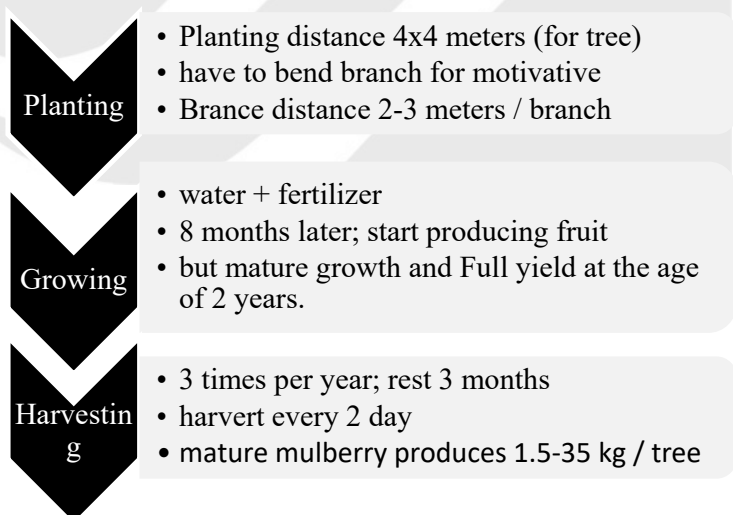 Planting
• Planting distance 4x4 meters (for tree)
• have to bend branch for motivative
• Brance distance 2-3 meters / branch
Growing
• water + fertilizer
• 8 months later; start producing fruit
• but mature growth and Full yield at the age
of 2 years.
Harvestin
g
• 3 times per year; rest 3 months
• harvert every 2 day
• mature mulberry produces 1.5-35 kg / tree